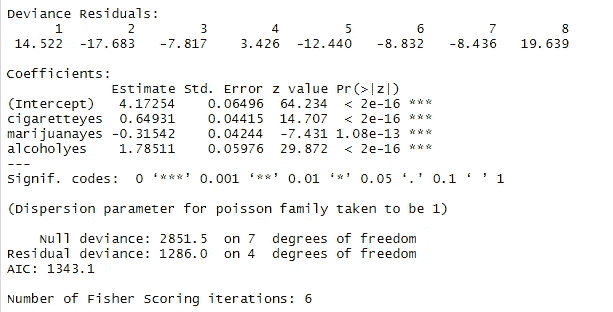 Deviance Residuals:
1 2 3 4 5 6 7 8
14.522 -17.683 -7.817 3.426 -12.440 -8.832 -8.436 19.639
Coefficients:
Estimate Std. Error z value Pr(>|z|)
(Intercept) 4.17254 0.06496 64.234 < 2e-16 ***
cigaretteyes 0.64931 0.04415 14.707 < 2e-16 ***
marijuanayes -0.31542 0.04244 -7.431 1.08e-13 ***
alcoholyes 1.78511 0.05976 29.872 < 2e-16 ***
---
Signif. codes: 0 ‘***’ 0.001 ‘**’ 0.01 ‘*’ 0.05 ‘.’ 0.1 ‘ ’ 1
(Dispersion parameter for poisson family taken to be 1)
Null deviance: 2851.5 on 7 degrees of freedom
Residual deviance: 1286.0 on 4 degrees of freedom
AIC: 1343.1
Number of Fisher Scoring iterations: 6